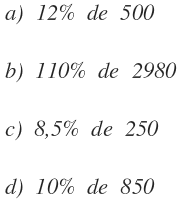 a) 12% de 500
b) 110% de 2980
c) 8,5% de 250
d) 10% de 850